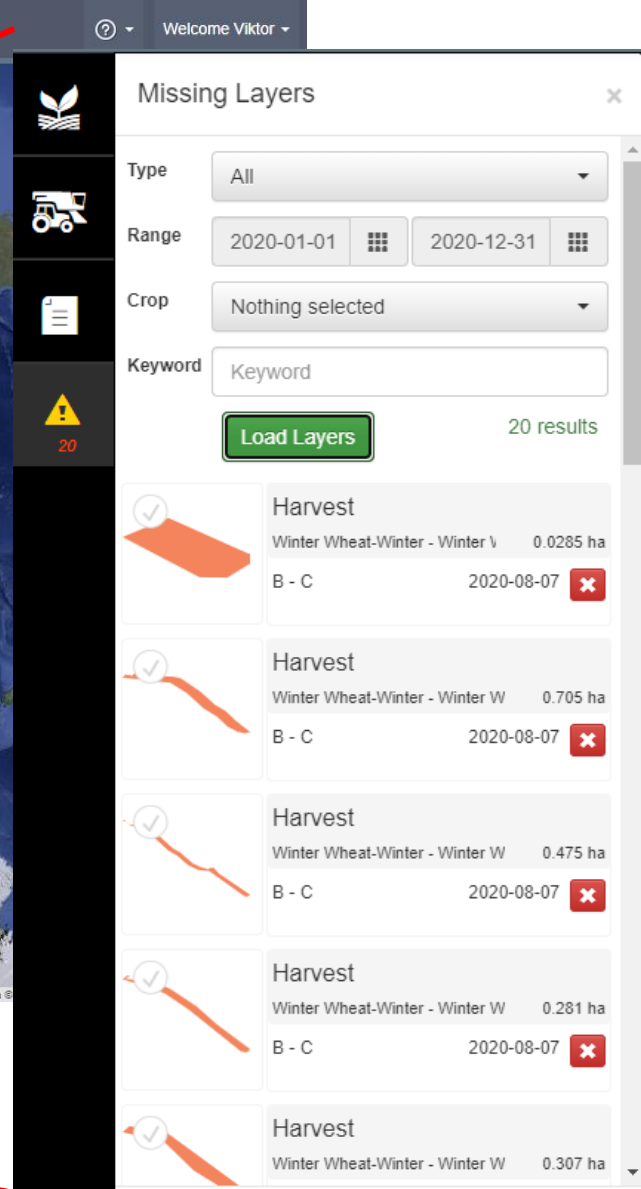 Welcome Viktor
Missing Layers
Type All
Range 2020-01-01 2020-12-31
Crop Nothing selected
Keyword Keyword
Load Layers 20 results
20
Harvest
Winter Wheat-Winter - Winter 0.0285 ha
B - C 2020-08-07
Harvest
Winter Wheat-Winter - Winter W 0.705 ha
B - C 2020-08-07
Harvest
Winter Wheat-Winter - Winter W 0.475 ha
B - C 2020-08-07
Harvest
Winter Wheat-Winter - Winter W 0.281 ha
B - C 2020-08-07
Harvest
Winter Wheat-Winter - Winter W 0.307 ha